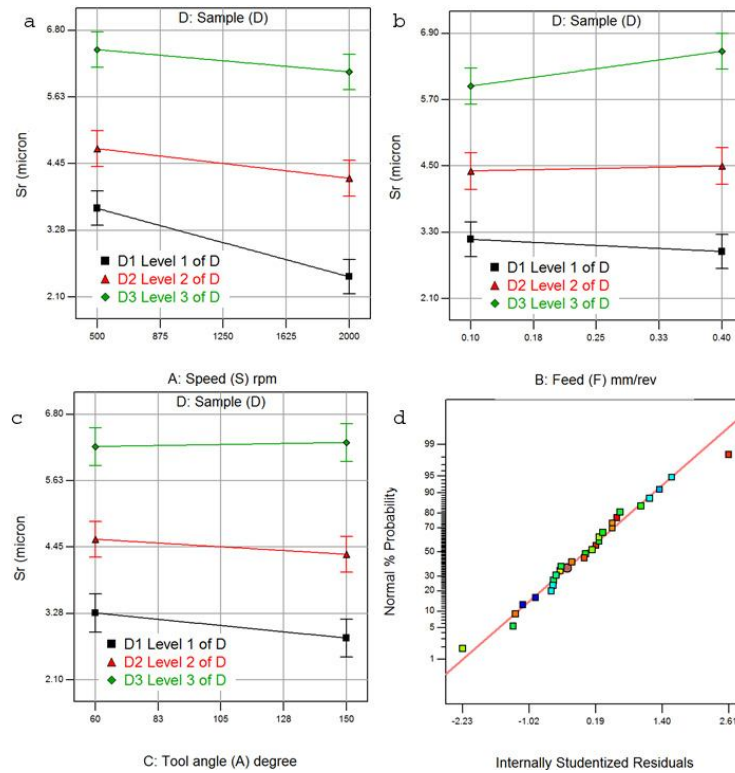 a
D: Sample (D)
6.80
5.63
4.45
3.28
2.10
Sr (micron
D1 Level 1 of D
D2 Level 2 of D
D3 Level 3 of D
500 875 1250 1625 2000
A: Speed (S) rpm
b
D: Sample (D)
6.90
5.70
4.50
3.30
2.10
Sr (micron
D1 Level 1 of D
D2 Level 2 of D
D3 Level 3 of D
0.10 0.18 0.25 0.33 0.40
B: Feed (F) mm/rev
c
D: Sample (D)
6.80
5.63
4.45
3.28
2.10
Sr (micron
D1 Level 1 of D
D2 Level 2 of D
D3 Level 3 of D
60 83 105 128 150
C: Tool angle (A) degree
d
Normal % Probability
99
95
90
70
50
30
10
5
1
-2.23 -1.02 0.19 1.40 2.61
Internally Studentized Residuals